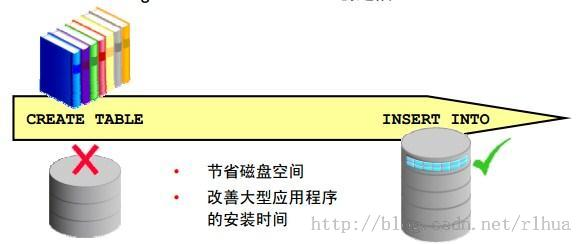 CREATE TABLE
INSERT INTO
• 节省磁盘空间
• 改善大型应用程序
的安装时间
http://blog.csdn.net/rlhua